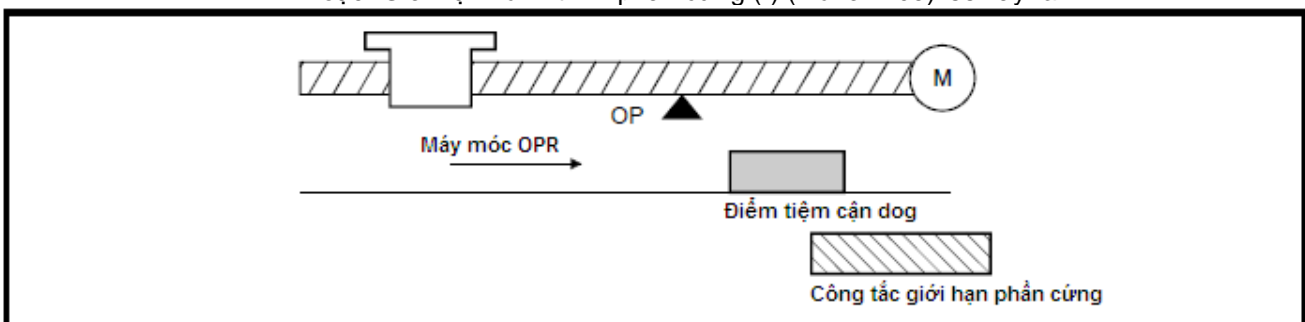 M
OP
Máy móc OPR
Điểm tiệm cận dog
Công tắc giới hạn phần cứng